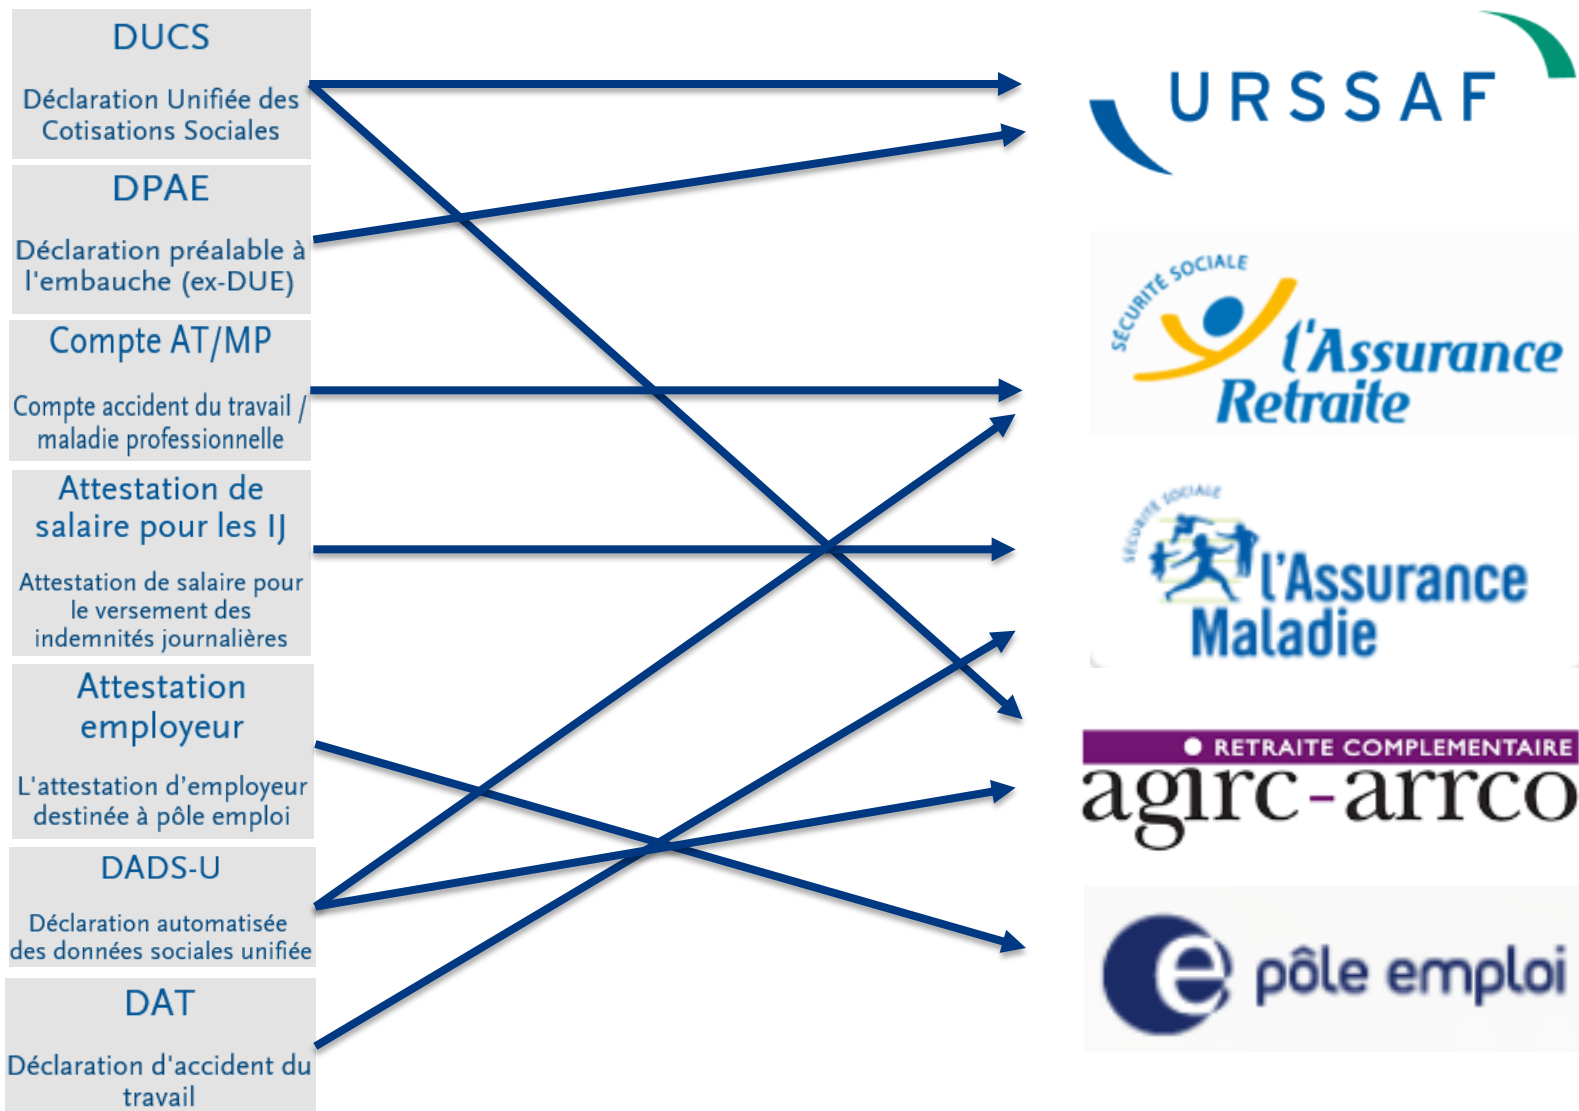 DUCS
Déclaration Unifiée des
Cotisations Sociales
DPAE
Déclaration préalable à
l'embauche (ex-DUE)
Compte AT/MP
Compte accident du travail /
maladie professionnelle
Attestation de
salaire pour les IJ
Attestation de salaire pour
le versement des
indemnités journalières
Attestation
employeur
L'attestation d’employeur
destinée à pôle emploi
DADS-U
Déclaration automatisée
des données sociales unifiée
DAT
Déclaration d'accident du
travail
URSSAF
SÉCURITÉ SOCIALE
l'Assurance
Retraite
SÉCURITÉ SOCIALE
l'Assurance
Maladie
RETRAITE COMPLEMENTAIRE
agirc-arrco
pôle emploi